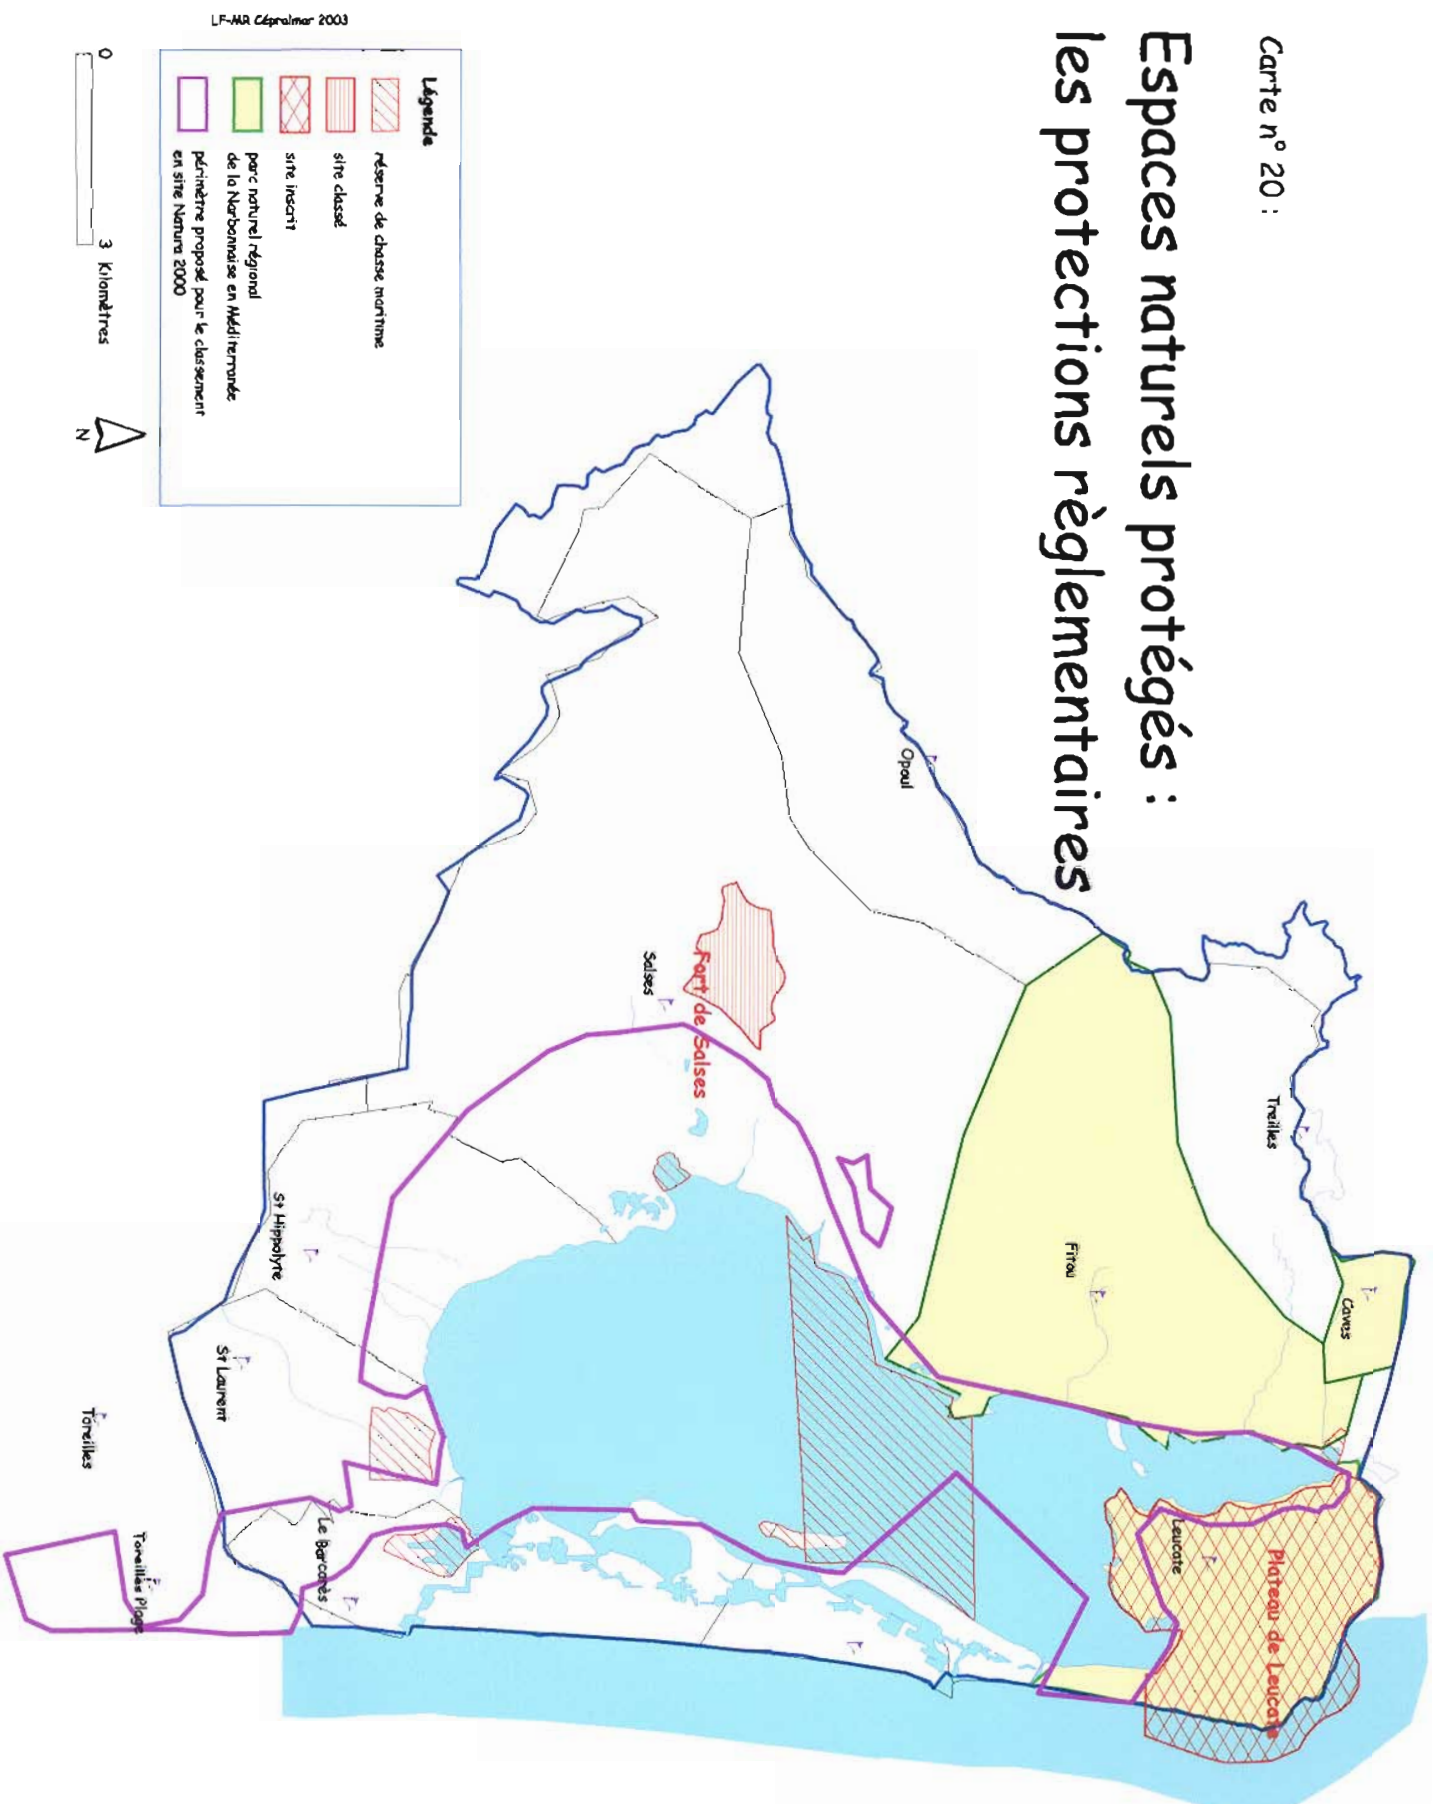 Carte n° 20 :
Espaces naturels protégés :
les protections règlementaires
Treilles
Caves
Opoul
Fitou
Plateau de Leucate
Leucate
Fort de Salses
Salses
St Hippolyte
St Laurent
Le Barcarès
Toreilles
Toreilles Plage
Légende
réserve de chasse maritime
site classé
site inscrit
parc naturel régional
de la Narbonnaise en Méditerranée
périmètre proposé pour le classement
en site Natura 2000
0
3 Kilomètres
N
LF-MR Cépralmar 2003